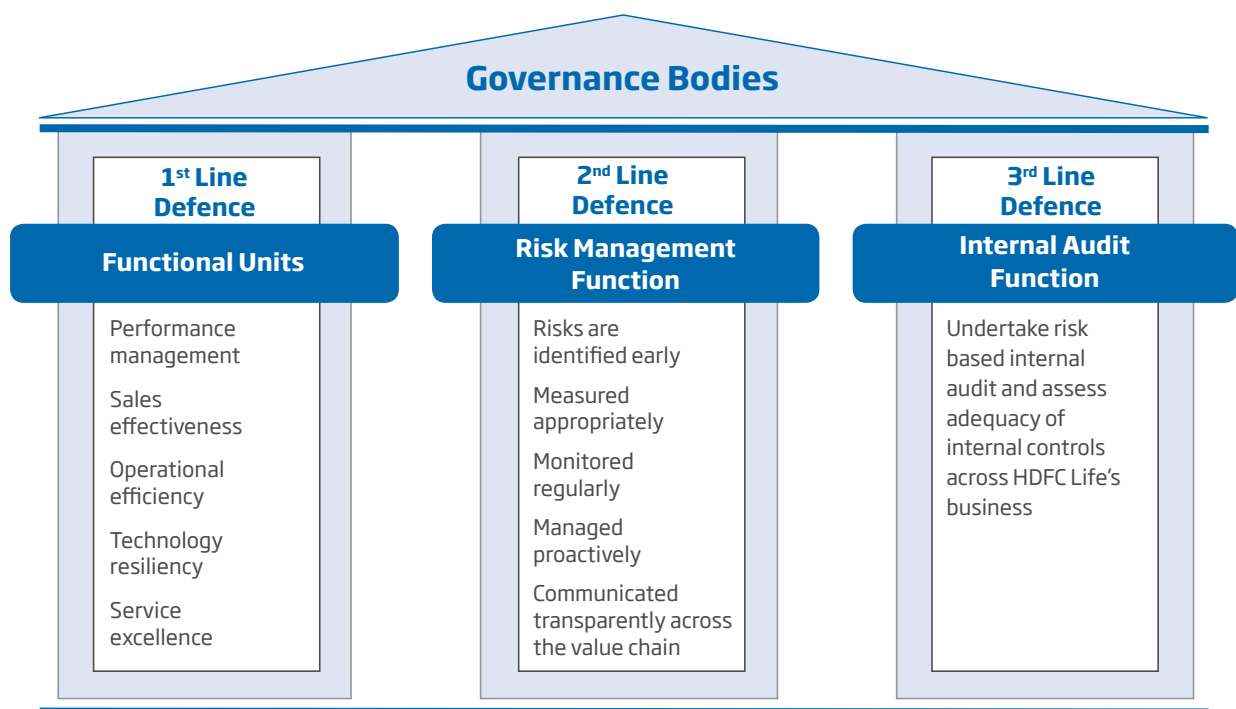 Governance Bodies
1st Line
Defence
Functional Units
Performance
management
Sales
effectiveness
Operational
efficiency
Technology
resiliency
Service
excellence
2nd Line
Defence
Risk Management
Function
Risks are
identified early
Measured
appropriately
Monitored
regularly
Managed
proactively
Communicated
transparently across
the value chain
3rd Line
Defence
Internal Audit
Function
Undertake risk
based internal
audit and assess
adequacy of
internal controls
across HDFC Life’s
business